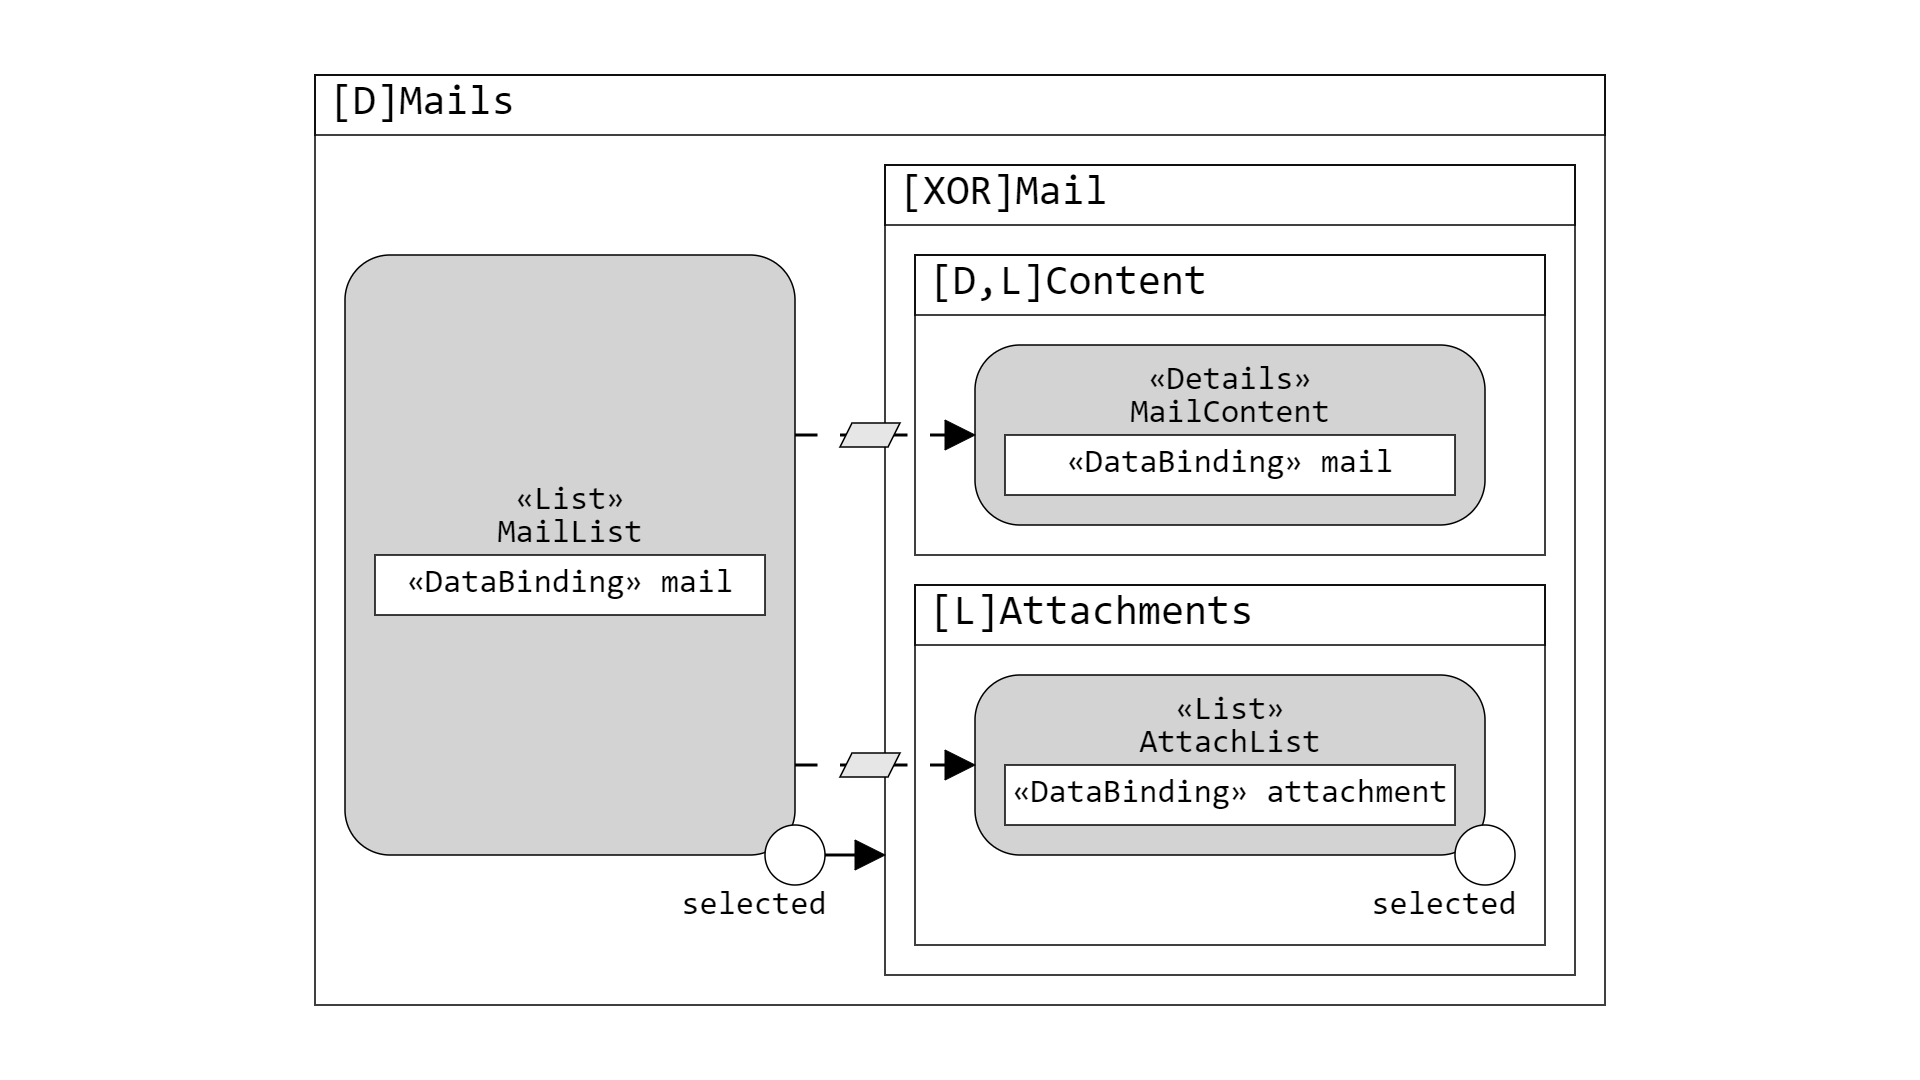 [D]Mails
[XOR]Mail
[D,L]Content
«Details»
MailContent
«DataBinding» mail
«List»
MailList
«DataBinding» mail
[L]Attachments
«List»
AttachList
«DataBinding» attachment
selected
selected